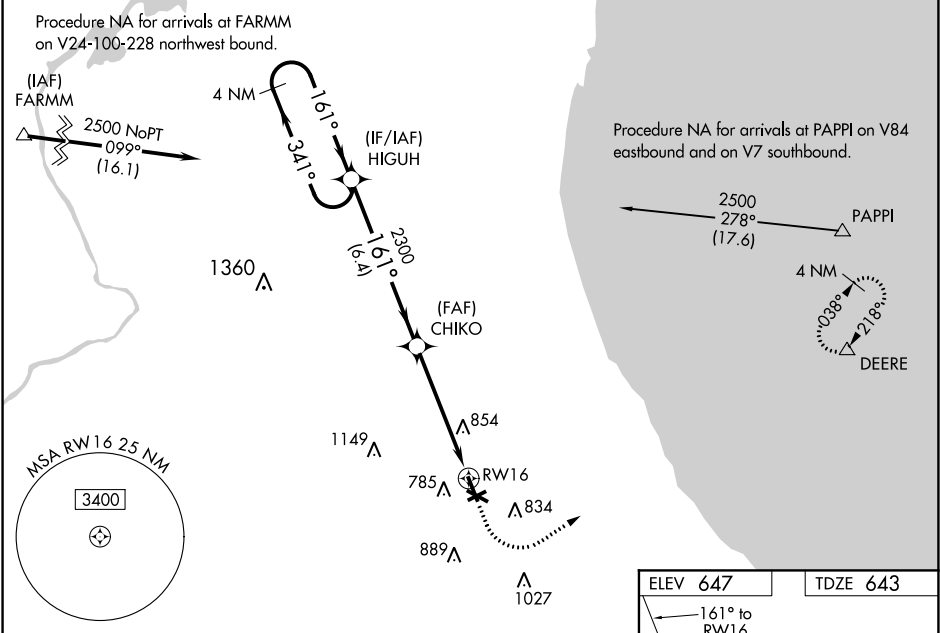 Procedure NA for arrivals at FARMM
on V24-100-228 northwest bound.
(IAF)
FARMM
2500 NoPT
099°
(16.1)
4 NM
161°
341°
(IF/IAF)
HIGUH
2300
161°
(6.4)
Procedure NA for arrivals at PAPPI on V84
eastbound and on V7 southbound.
2500
278°
(17.6)
PAPPI
4 NM
038°
218°
DEERE
1360
(FAF)
CHIKO
854
1149
785
RW16
834
889
1027
MSA RW16 25 NM
3400
ELEV 647
TDZE 643
161° to
RW16